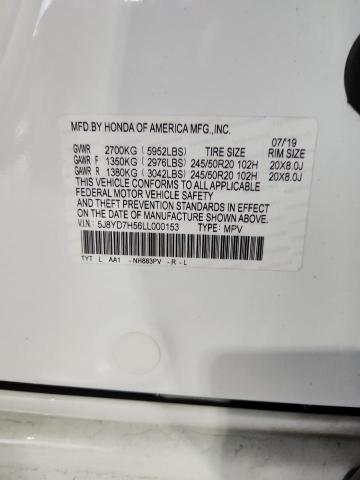 MFD.BY HONDA OF AMERICA MFG.,INC.
07/19
GVWR 2700KG (5952LBS) TIRE SIZE RIM SIZE
GAWR F 1350KG (2976LBS) 245/50R20 102H 20X8.0J
GAWR R 1380KG (3042LBS) 245/50R20 102H 20X8.0J
THIS VEHICLE CONFORMS TO ALL APPLICABLE
FEDERAL MOTOR VEHICLE SAFETY
AND THEFT PREVENTION STANDARDS IN EFFECT
ON THE DATE OF MANUFACTURE SHOWN ABOVE.
V.I.N: 5J8YD7H56LL000153 TYPE: MPV
TYT L AA1 -NH883PV -R-L